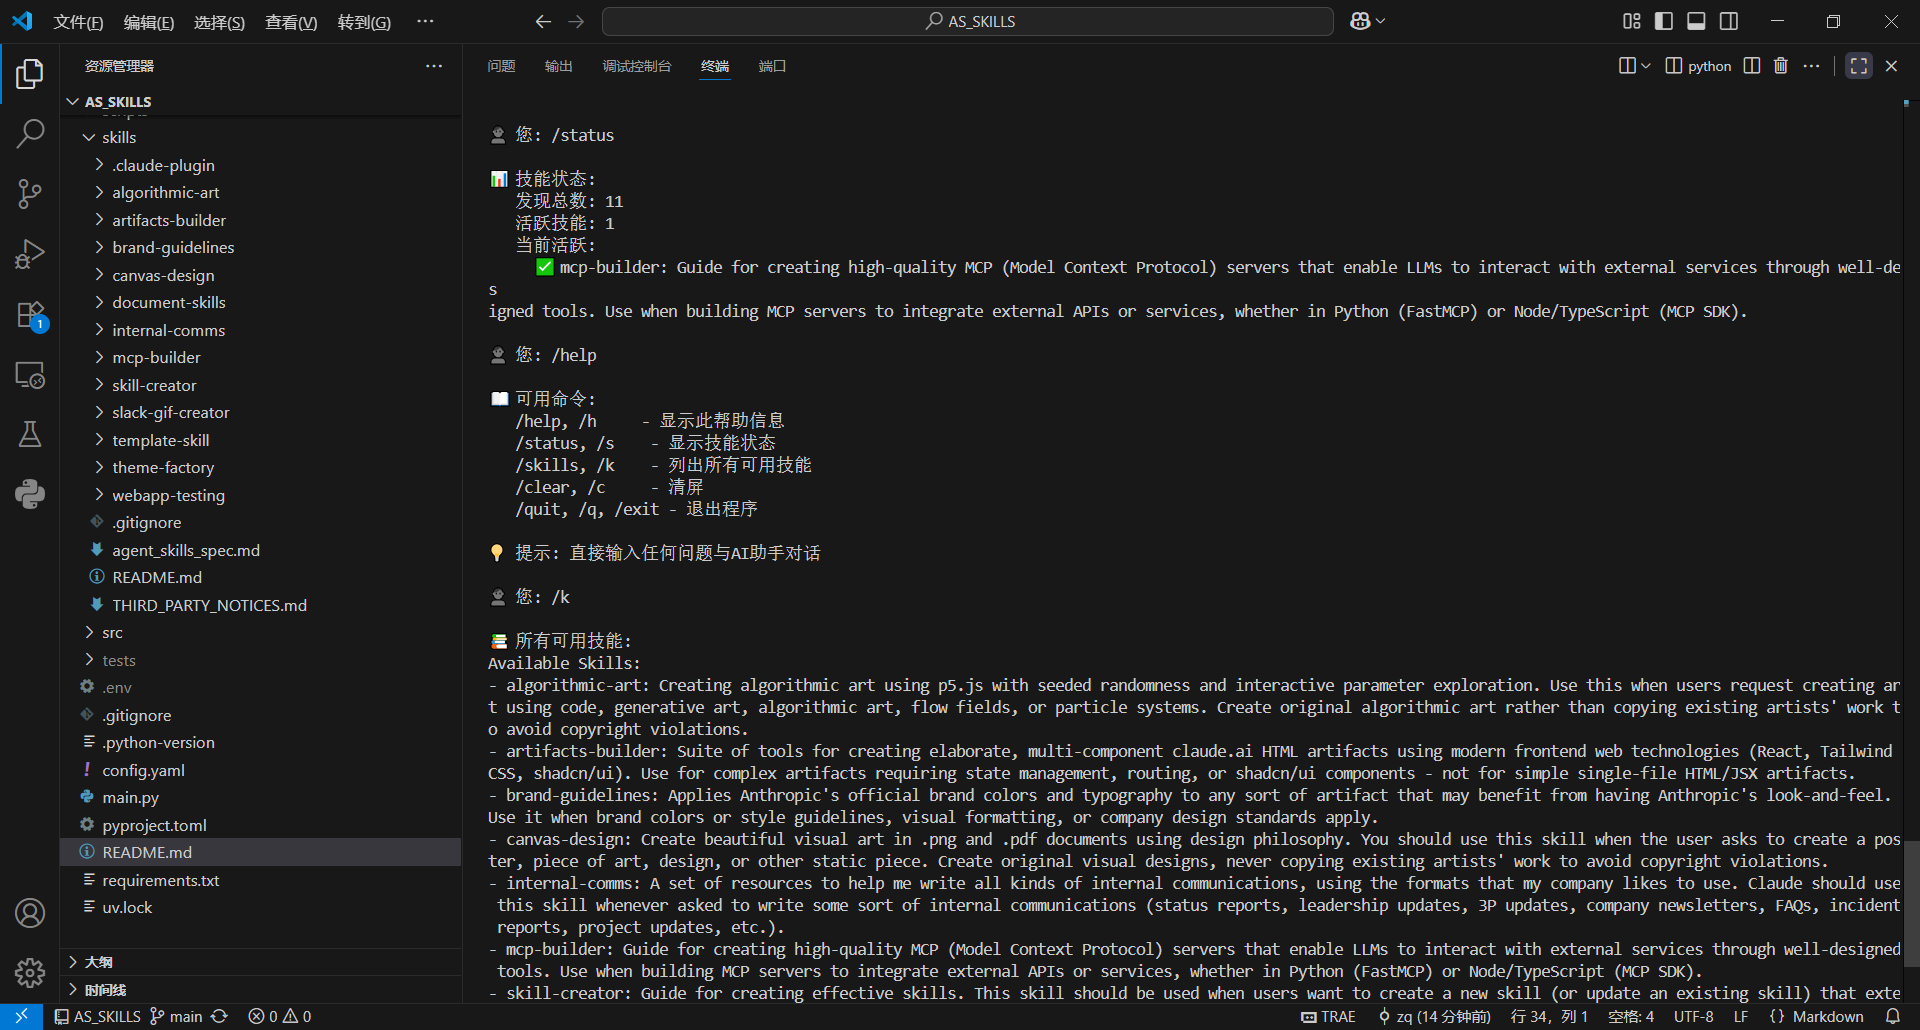 文件(F) 编辑(E) 选择(S) 查看(V) 转到(G) ··· AS_SKILLS
资源管理器 ···
AS_SKILLS
scripts
skills
.claude-plugin
algorithmic-art
artifacts-builder
brand-guidelines
canvas-design
document-skills
internal-comms
mcp-builder
skill-creator
slack-gif-creator
template-skill
theme-factory
webapp-testing
.gitignore
agent_skills_spec.md
README.md
THIRD_PARTY_NOTICES.md
src
tests
.env
.gitignore
.python-version
config.yaml
main.py
pyproject.toml
README.md
requirements.txt
uv.lock
大纲
时间线
1
问题 输出 调试控制台 终端 端口 python ···
您: /status
技能状态:
发现总数: 11
活跃技能: 1
当前活跃:
✅ mcp-builder: Guide for creating high-quality MCP (Model Context Protocol) servers that enable LLMs to interact with external services through well-de
s
igned tools. Use when building MCP servers to integrate external APIs or services, whether in Python (FastMCP) or Node/TypeScript (MCP SDK).
您: /help
可用命令:
/help, /h - 显示此帮助信息
/status, /s - 显示技能状态
/skills, /k - 列出所有可用技能
/clear, /c - 清屏
/quit, /q, /exit - 退出程序
提示: 直接输入任何问题与AI助手对话
您: /k
所有可用技能:
Available Skills:
- algorithmic-art: Creating algorithmic art using p5.js with seeded randomness and interactive parameter exploration. Use this when users request creating ar
t using code, generative art, algorithmic art, flow fields, or particle systems. Create original algorithmic art rather than copying existing artists' work t
o avoid copyright violations.
- artifacts-builder: Suite of tools for creating elaborate, multi-component claude.ai HTML artifacts using modern frontend web technologies (React, Tailwind
CSS, shadcn/ui). Use for complex artifacts requiring state management, routing, or shadcn/ui components - not for simple single-file HTML/JSX artifacts.
- brand-guidelines: Applies Anthropic's official brand colors and typography to any sort of artifact that may benefit from having Anthropic's look-and-feel.
Use it when brand colors or style guidelines, visual formatting, or company design standards apply.
- canvas-design: Create beautiful visual art in .png and .pdf documents using design philosophy. You should use this skill when the user asks to create a pos
ter, piece of art, design, or other static piece. Create original visual designs, never copying existing artists' work to avoid copyright violations.
- internal-comms: A set of resources to help me write all kinds of internal communications, using the formats that my company likes to use. Claude should use
this skill whenever asked to write some sort of internal communications (status reports, leadership updates, 3P updates, company newsletters, FAQs, incident
reports, project updates, etc.).
- mcp-builder: Guide for creating high-quality MCP (Model Context Protocol) servers that enable LLMs to interact with external services through well-designed
tools. Use when building MCP servers to integrate external APIs or services, whether in Python (FastMCP) or Node/TypeScript (MCP SDK).
- skill-creator: Guide for creating effective skills. This skill should be used when users want to create a new skill (or update an existing skill) that exte
AS_SKILLS main 0 0 TRAE zq (14 分钟前) 行 34, 列 1 空格: 4 UTF-8 LF {} Markdown